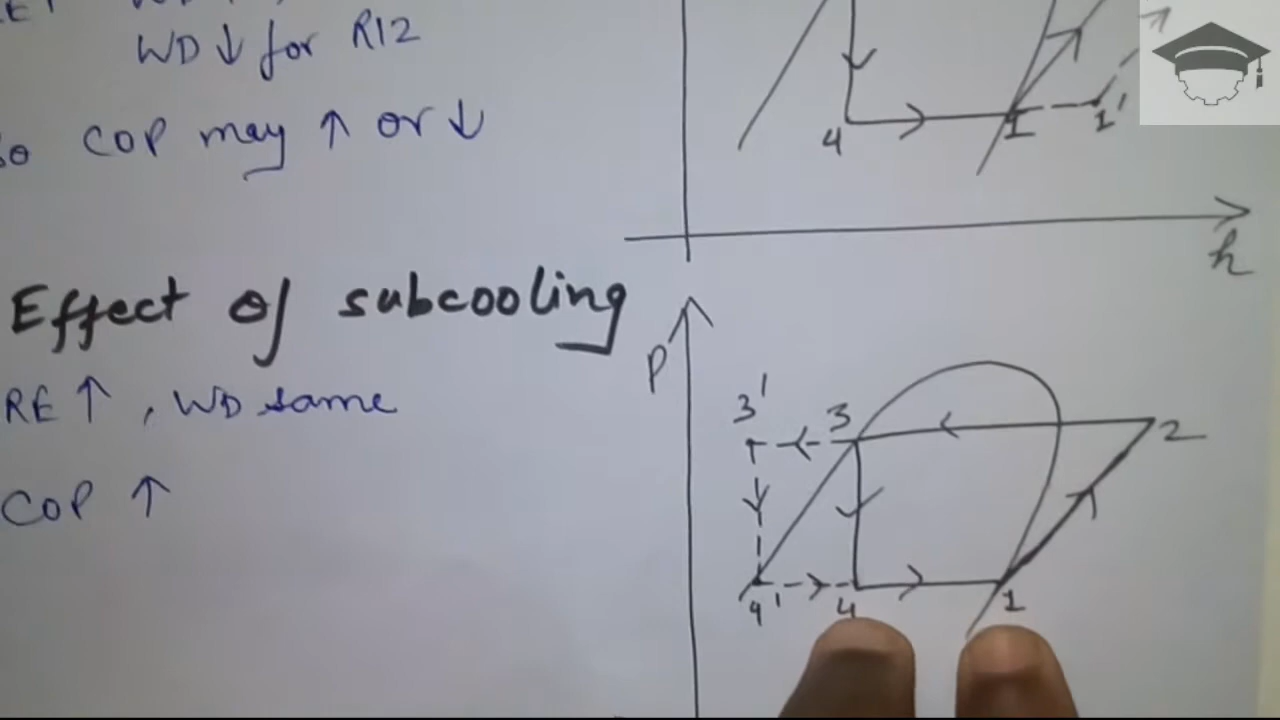 WD ↓ for R12
COP may ↑ or ↓
4
1
1'
h
Effect of subcooling
RE ↑, WD same
COP ↑
P
3'
3
2
4'
4
1